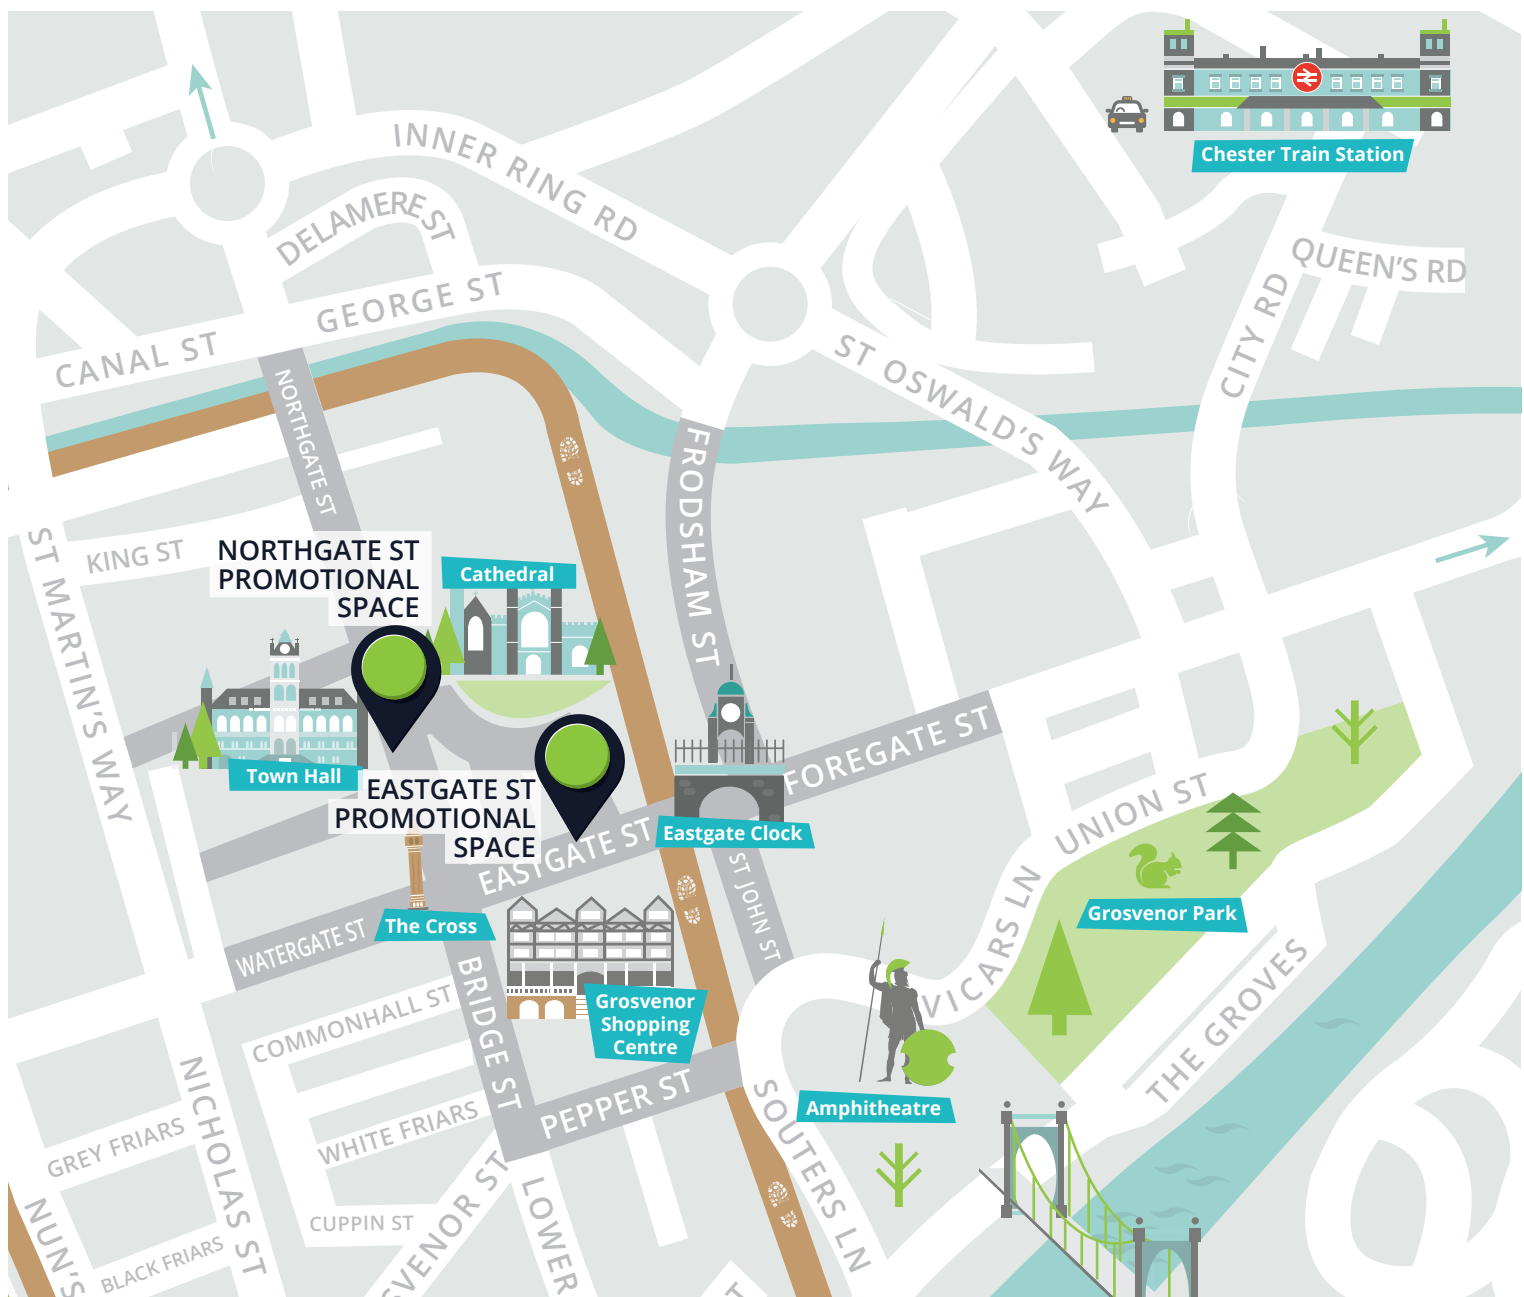 Chester Train Station
INNER RING RD
DELAMERE ST
QUEEN'S RD
GEORGE ST
CANAL ST
CITY RD
ST OSWALD'S WAY
NORTHGATE ST
FRODSHAM ST
KING ST
ST MARTIN'S WAY
NORTHGATE ST
PROMOTIONAL
SPACE
Cathedral
Town Hall
EASTGATE ST
PROMOTIONAL
SPACE
FOREGATE ST
Eastgate Clock
EASTGATE ST
UNION ST
ST JOHN ST
VICARS LN
Grosvenor Park
The Cross
WATERGATE ST
BRIDGE ST
Grosvenor
Shopping
Centre
COMMONHALL ST
THE GROVES
NICHOLAS ST
PEPPER ST
SOUTERS LN
Amphitheatre
GREY FRIARS
WHITE FRIARS
CUPPIN ST
BLACK FRIARS
NUN'S
SVENOR ST
LOWER
T